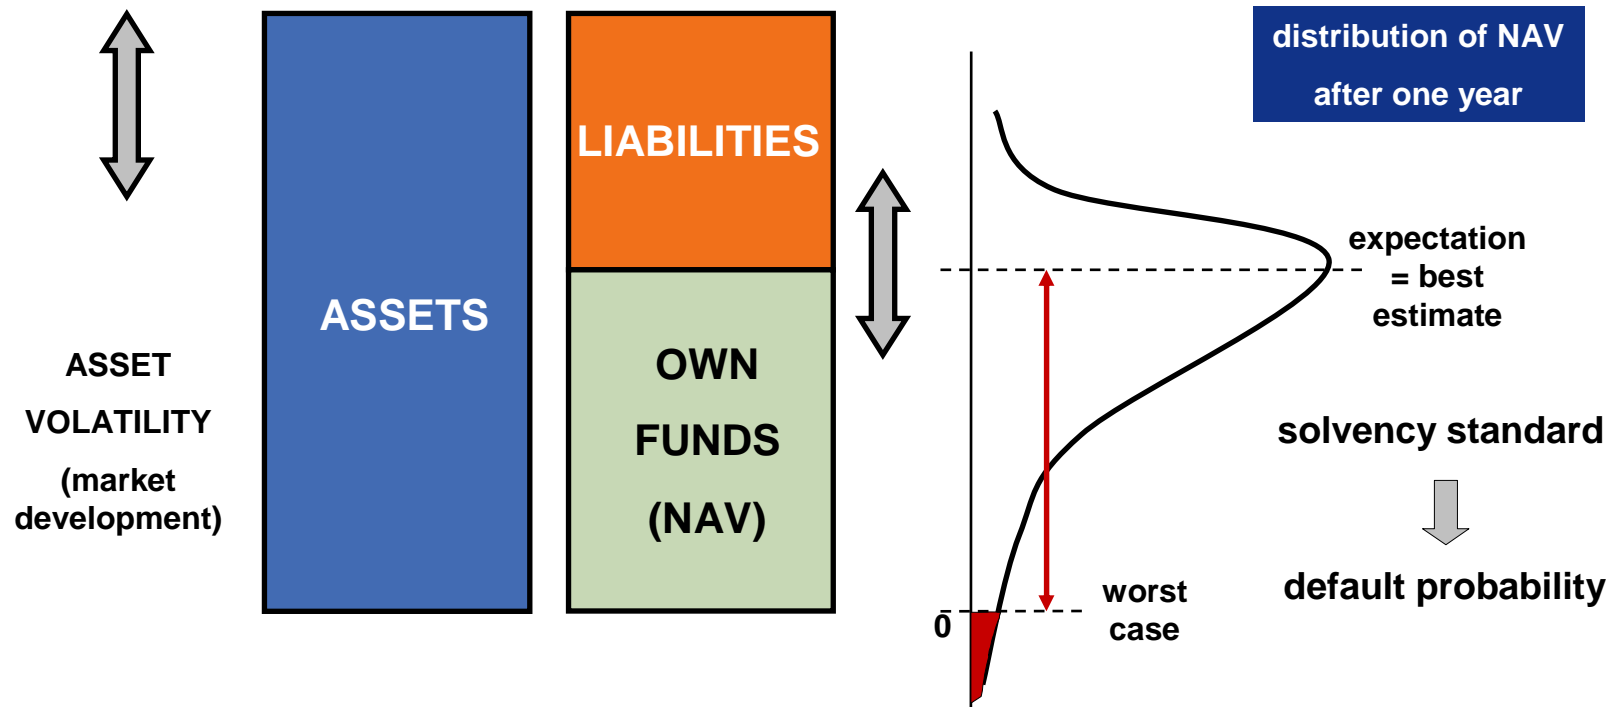 distribution of NAV
after one year
LIABILITIES
ASSETS
OWN
FUNDS
(NAV)
ASSET
VOLATILITY
(market
development)
expectation
= best
estimate
solvency standard
default probability
worst
case
0